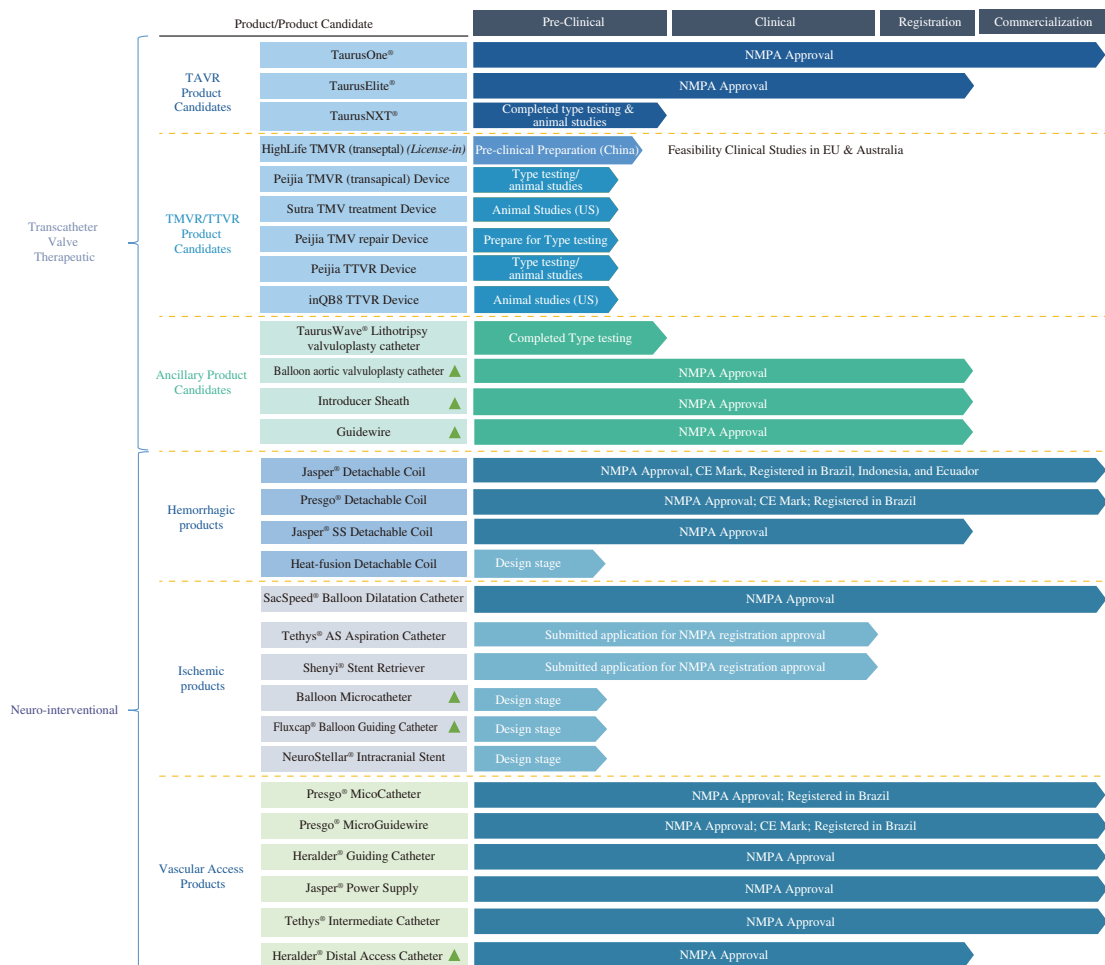 Product/Product Candidate
Pre-Clinical
Clinical
Registration
Commercialization
Transcatheter
Valve
Therapeutic
TAVR
Product
Candidates
TaurusOne®
NMPA Approval
TaurusElite®
NMPA Approval
TaurusNXT®
Completed type testing &
animal studies
TMVR/TTVR
Product
Candidates
HighLife TMVR (transeptal) (License-in)
Pre-clinical Preparation (China)
Feasibility Clinical Studies in EU & Australia
Peijia TMVR (transapical) Device
Type testing/
animal studies
Sutra TMV treatment Device
Animal Studies (US)
Peijia TMV repair Device
Prepare for Type testing
Peijia TTVR Device
Type testing/
animal studies
inQB8 TTVR Device
Animal studies (US)
Ancillary Product
Candidates
TaurusWave® Lithotripsy
valvuloplasty catheter
Completed Type testing
Balloon aortic valvuloplasty catheter
NMPA Approval
Introducer Sheath
NMPA Approval
Guidewire
NMPA Approval
Neuro-interventional
Hemorrhagic
products
Jasper® Detachable Coil
NMPA Approval, CE Mark, Registered in Brazil, Indonesia, and Ecuador
Presgo® Detachable Coil
NMPA Approval; CE Mark; Registered in Brazil
Jasper® SS Detachable Coil
NMPA Approval
Heat-fusion Detachable Coil
Design stage
Ischemic
products
SacSpeed® Balloon Dilatation Catheter
NMPA Approval
Tethys® AS Aspiration Catheter
Submitted application for NMPA registration approval
Shenyi® Stent Retriever
Submitted application for NMPA registration approval
Balloon Microcatheter
Design stage
Fluxcap® Balloon Guiding Catheter
Design stage
NeuroStellar® Intracranial Stent
Design stage
Vascular Access
Products
Presgo® MicoCatheter
NMPA Approval; Registered in Brazil
Presgo® MicroGuidewire
NMPA Approval; CE Mark; Registered in Brazil
Heralder® Guiding Catheter
NMPA Approval
Jasper® Power Supply
NMPA Approval
Tethys® Intermediate Catheter
NMPA Approval
Heralder® Distal Access Catheter
NMPA Approval